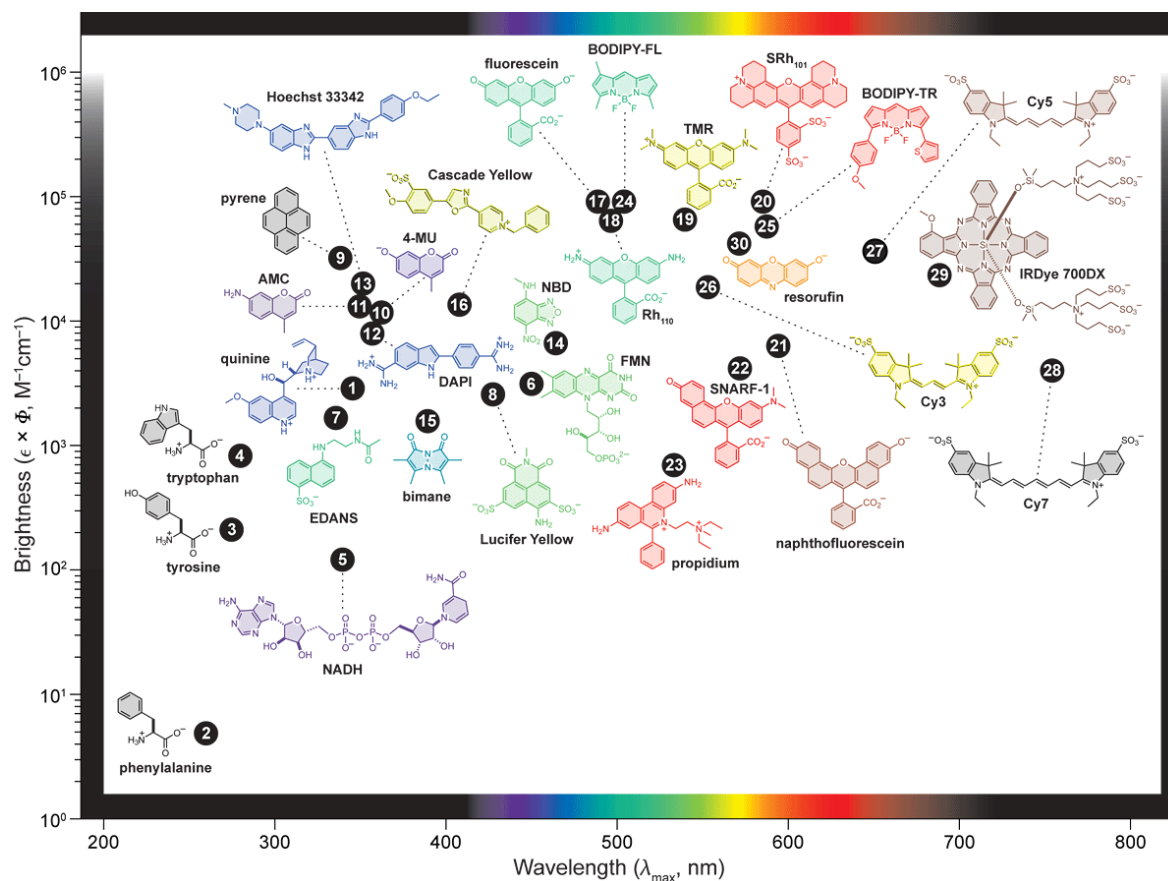 fluorescein
BODIPY-FL
SRh101
BODIPY-TR
Cy5
Hoechst 33342
TMR
Cascade Yellow
pyrene
4-MU
AMC
NBD
Rh110
resorufin
IRDye 700DX
quinine
DAPI
FMN
SNARF-1
Cy3
tryptophan
EDANS
bimane
Lucifer Yellow
propidium
naphthofluorescein
Cy7
tyrosine
NADH
phenylalanine
1
2
3
4
5
6
7
8
9
10
11
12
13
14
15
16
17
18
19
20
21
22
23
24
25
26
27
28
29
30
Brightness (ϵ × Φ, M⁻¹cm⁻¹)
10⁶
10⁵
10⁴
10³
10²
10¹
10⁰
200 300 400 500 600 700 800
Wavelength (λmax, nm)